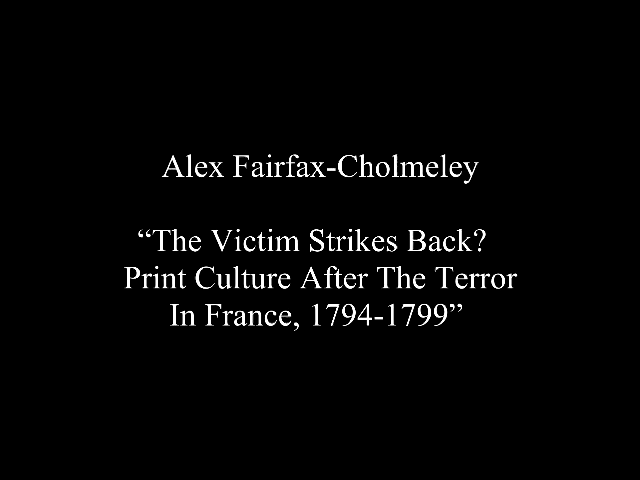 Alex Fairfax-Cholmeley
“The Victim Strikes Back?
Print Culture After The Terror
In France, 1794-1799”